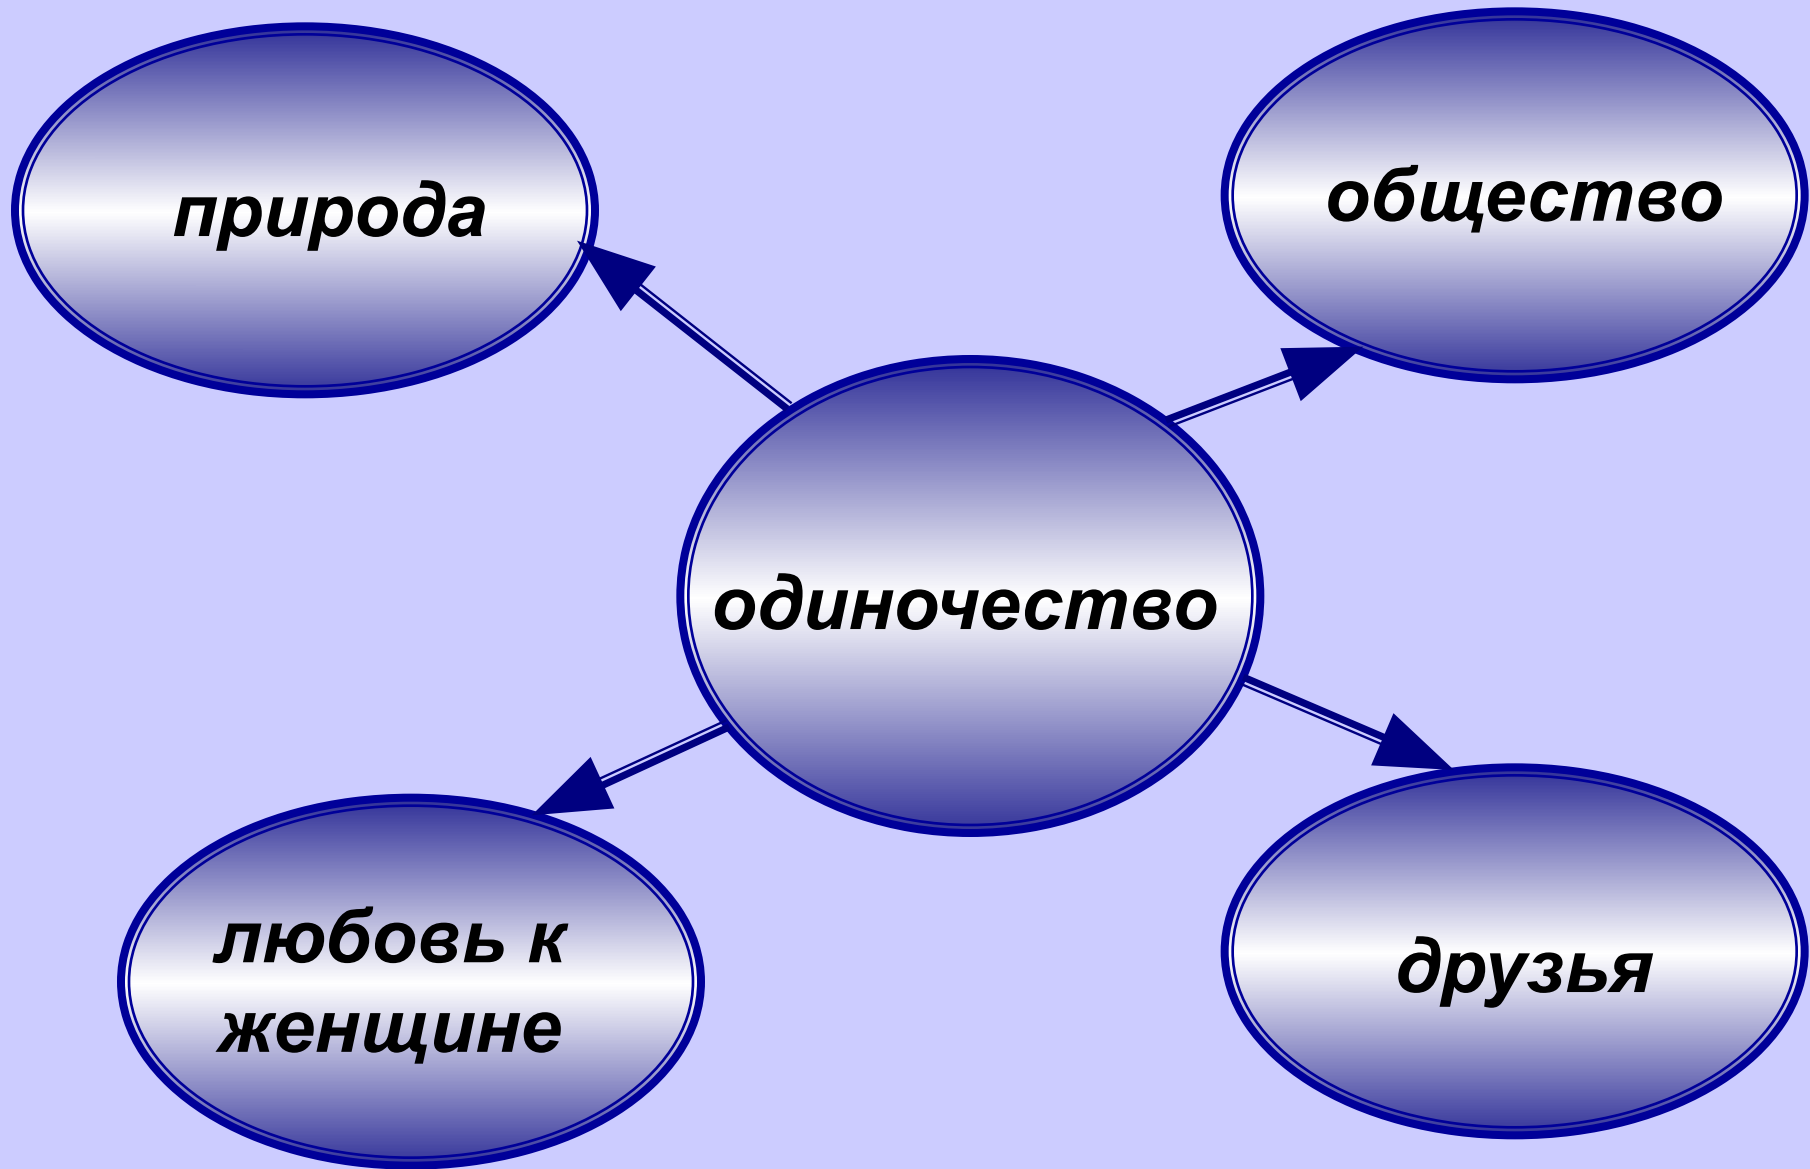 природа
общество
одиночество
любовь к
женщине
друзья